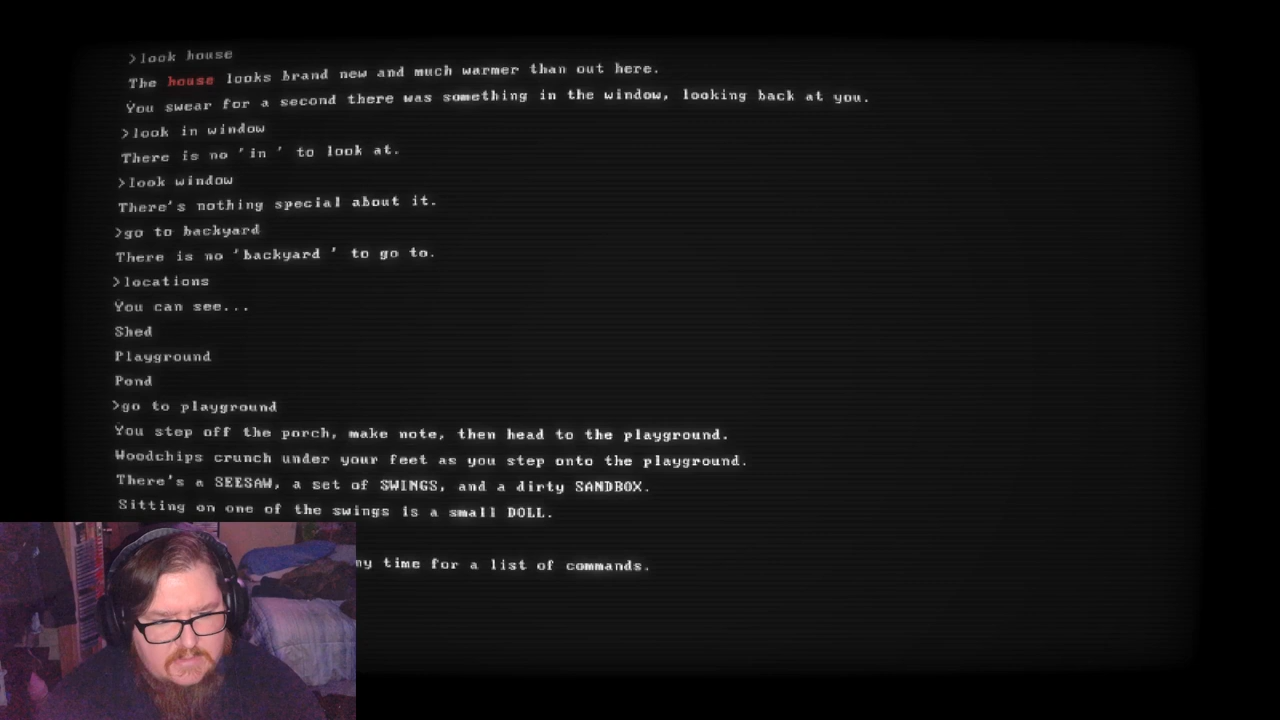 >look house
The house looks brand new and much warmer than out here.
You swear for a second there was something in the window, looking back at you.
>look in window
There is no 'in ' to look at.
>look window
There's nothing special about it.
>go to backyard
There is no 'backyard ' to go to.
>locations
You can see...
Shed
Playground
Pond
>go to playground
You step off the porch, make note, then head to the playground.
Woodchips crunch under your feet as you step onto the playground.
There's a SEESAW, a set of SWINGS, and a dirty SANDBOX.
Sitting on one of the swings is a small DOLL.
time for a list of commands.